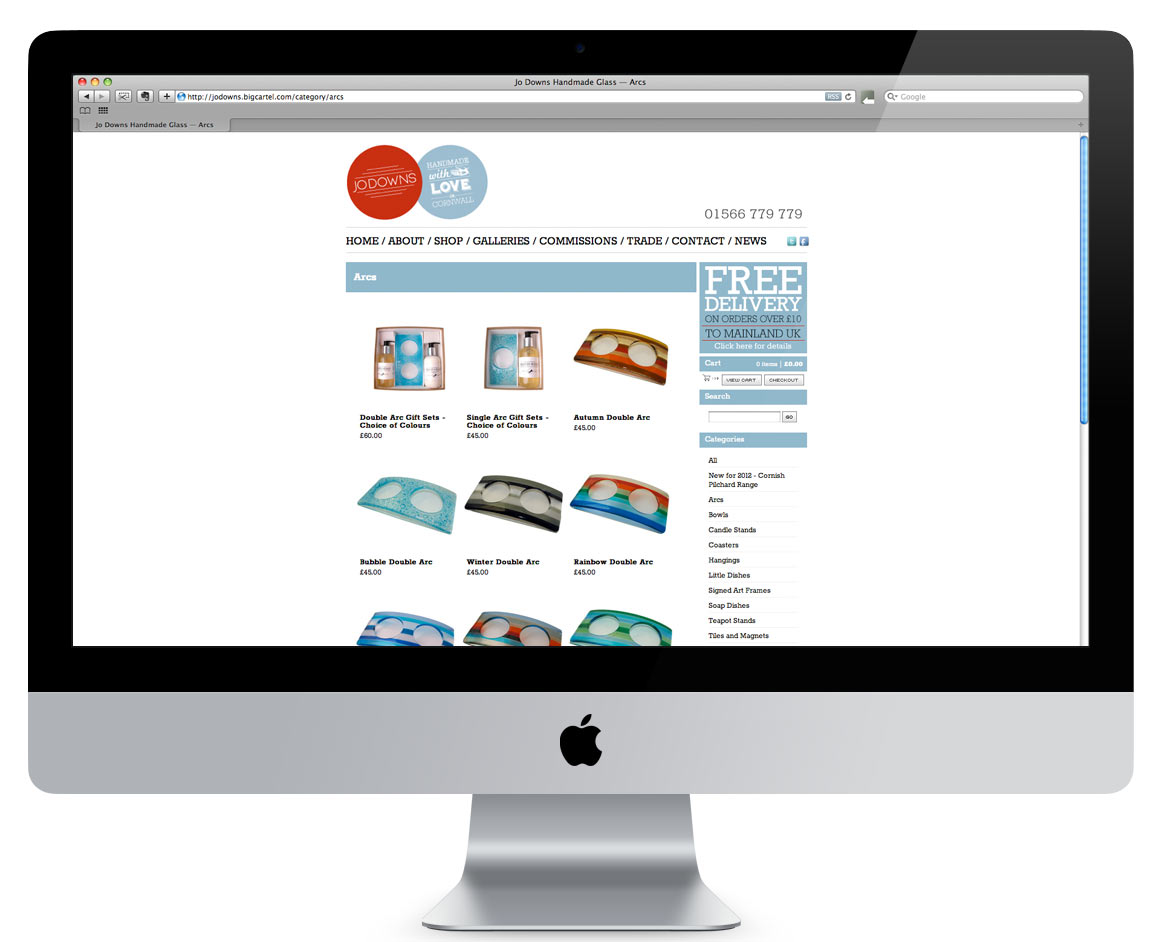 Jo Downs Handmade Glass — Arcs
http://jodowns.bigcartel.com/category/arcs
RSS
Google
Jo Downs Handmade Glass — Arcs
JO DOWNS
HANDMADE
with
LOVE
in
CORNWALL
01566 779 779
HOME / ABOUT / SHOP / GALLERIES / COMMISSIONS / TRADE / CONTACT / NEWS
Arcs
Double Arc Gift Sets -
Choice of Colours
£60.00
Single Arc Gift Sets -
Choice of Colours
£45.00
Autumn Double Arc
£45.00
Bubble Double Arc
£45.00
Winter Double Arc
£45.00
Rainbow Double Arc
£45.00
FREE
DELIVERY
ON ORDERS OVER £10
TO MAINLAND UK
Click here for details
Cart
0 items | £0.00
VIEW CART
CHECKOUT
Search
GO
Categories
All
New for 2012 - Cornish
Pilchard Range
Arcs
Bowls
Candle Stands
Coasters
Hangings
Little Dishes
Signed Art Frames
Soap Dishes
Teapot Stands
Tiles and Magnets